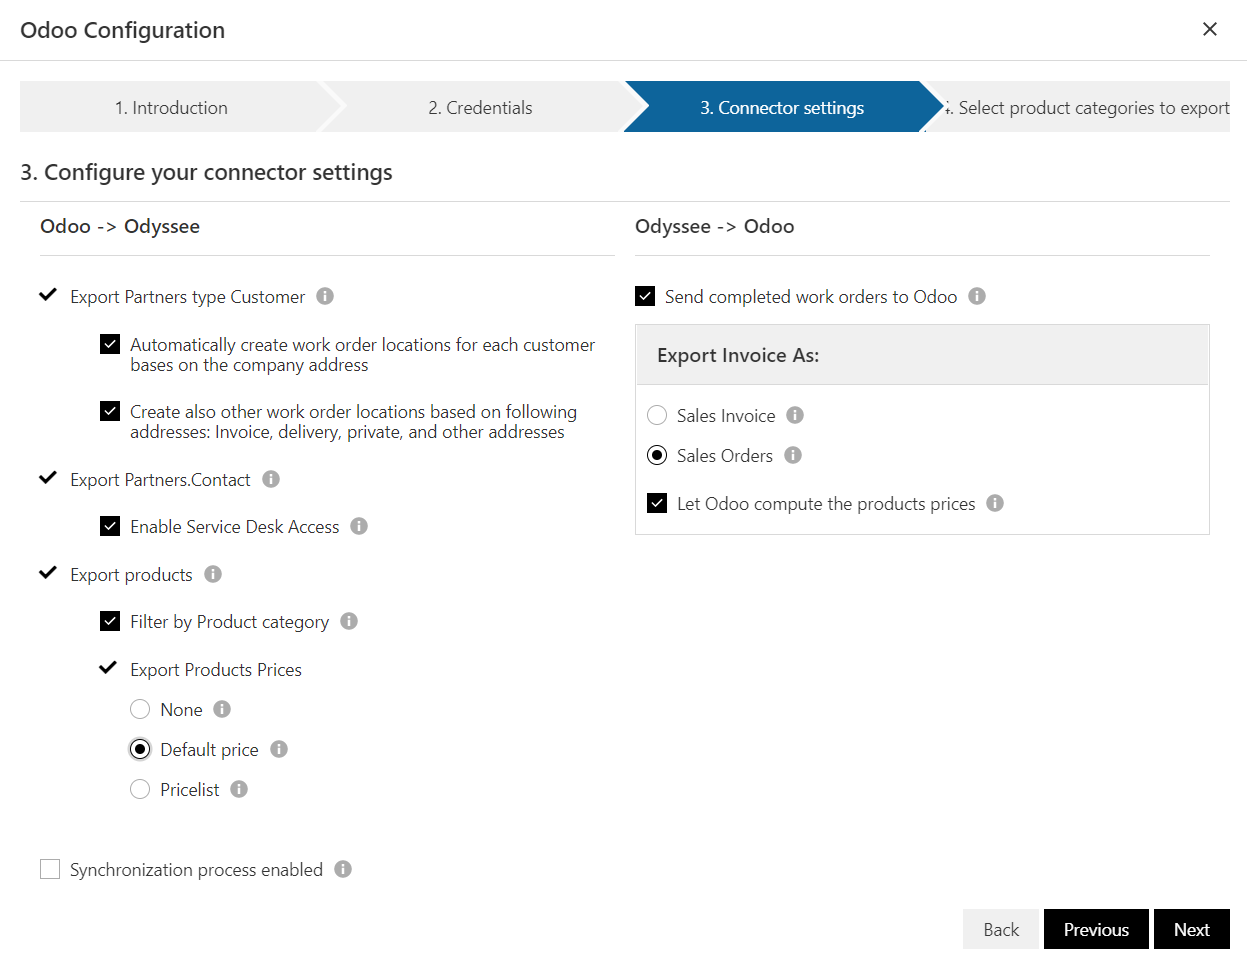 Odoo Configuration
1. Introduction
2. Credentials
3. Connector settings
4. Select product categories to export
3. Configure your connector settings
Odoo -> Odyssee
Export Partners type Customer
Automatically create work order locations for each customer
bases on the company address
Create also other work order locations based on following
addresses: Invoice, delivery, private, and other addresses
Export Partners.Contact
Enable Service Desk Access
Export products
Filter by Product category
Export Products Prices
None
Default price
Pricelist
Synchronization process enabled
Odyssee -> Odoo
Send completed work orders to Odoo
Export Invoice As:
Sales Invoice
Sales Orders
Let Odoo compute the products prices
Back
Previous
Next